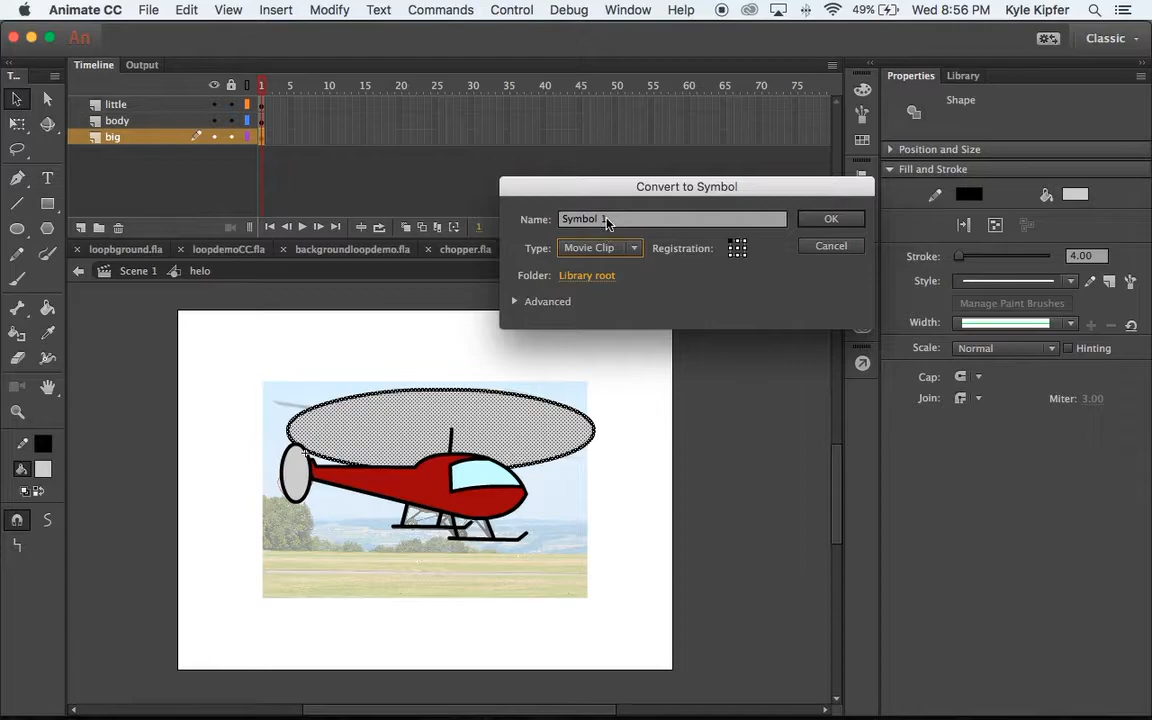 Animate CC File Edit View Insert Modify Text Commands Control Debug Window Help 49% Wed 8:56 PM Kyle Kipfer
An Classic
T... Timeline Output Properties Library
1 5 10 15 20 25 30 35 40 45 50 55 60 65 70 75
Shape
little
body
big
Position and Size
Fill and Stroke
Convert to Symbol
Name: Symbol 1 OK
Type: Movie Clip Registration: Cancel
Folder: Library root
Advanced
1
loopbground.fla loopdemoCC.fla backgroundloopdemo.fla chopper.fla
Scene 1 helo
Stroke: 4.00
Style:
Manage Paint Brushes
Width:
Scale: Normal Hinting
Cap:
Join: Miter: 3.00